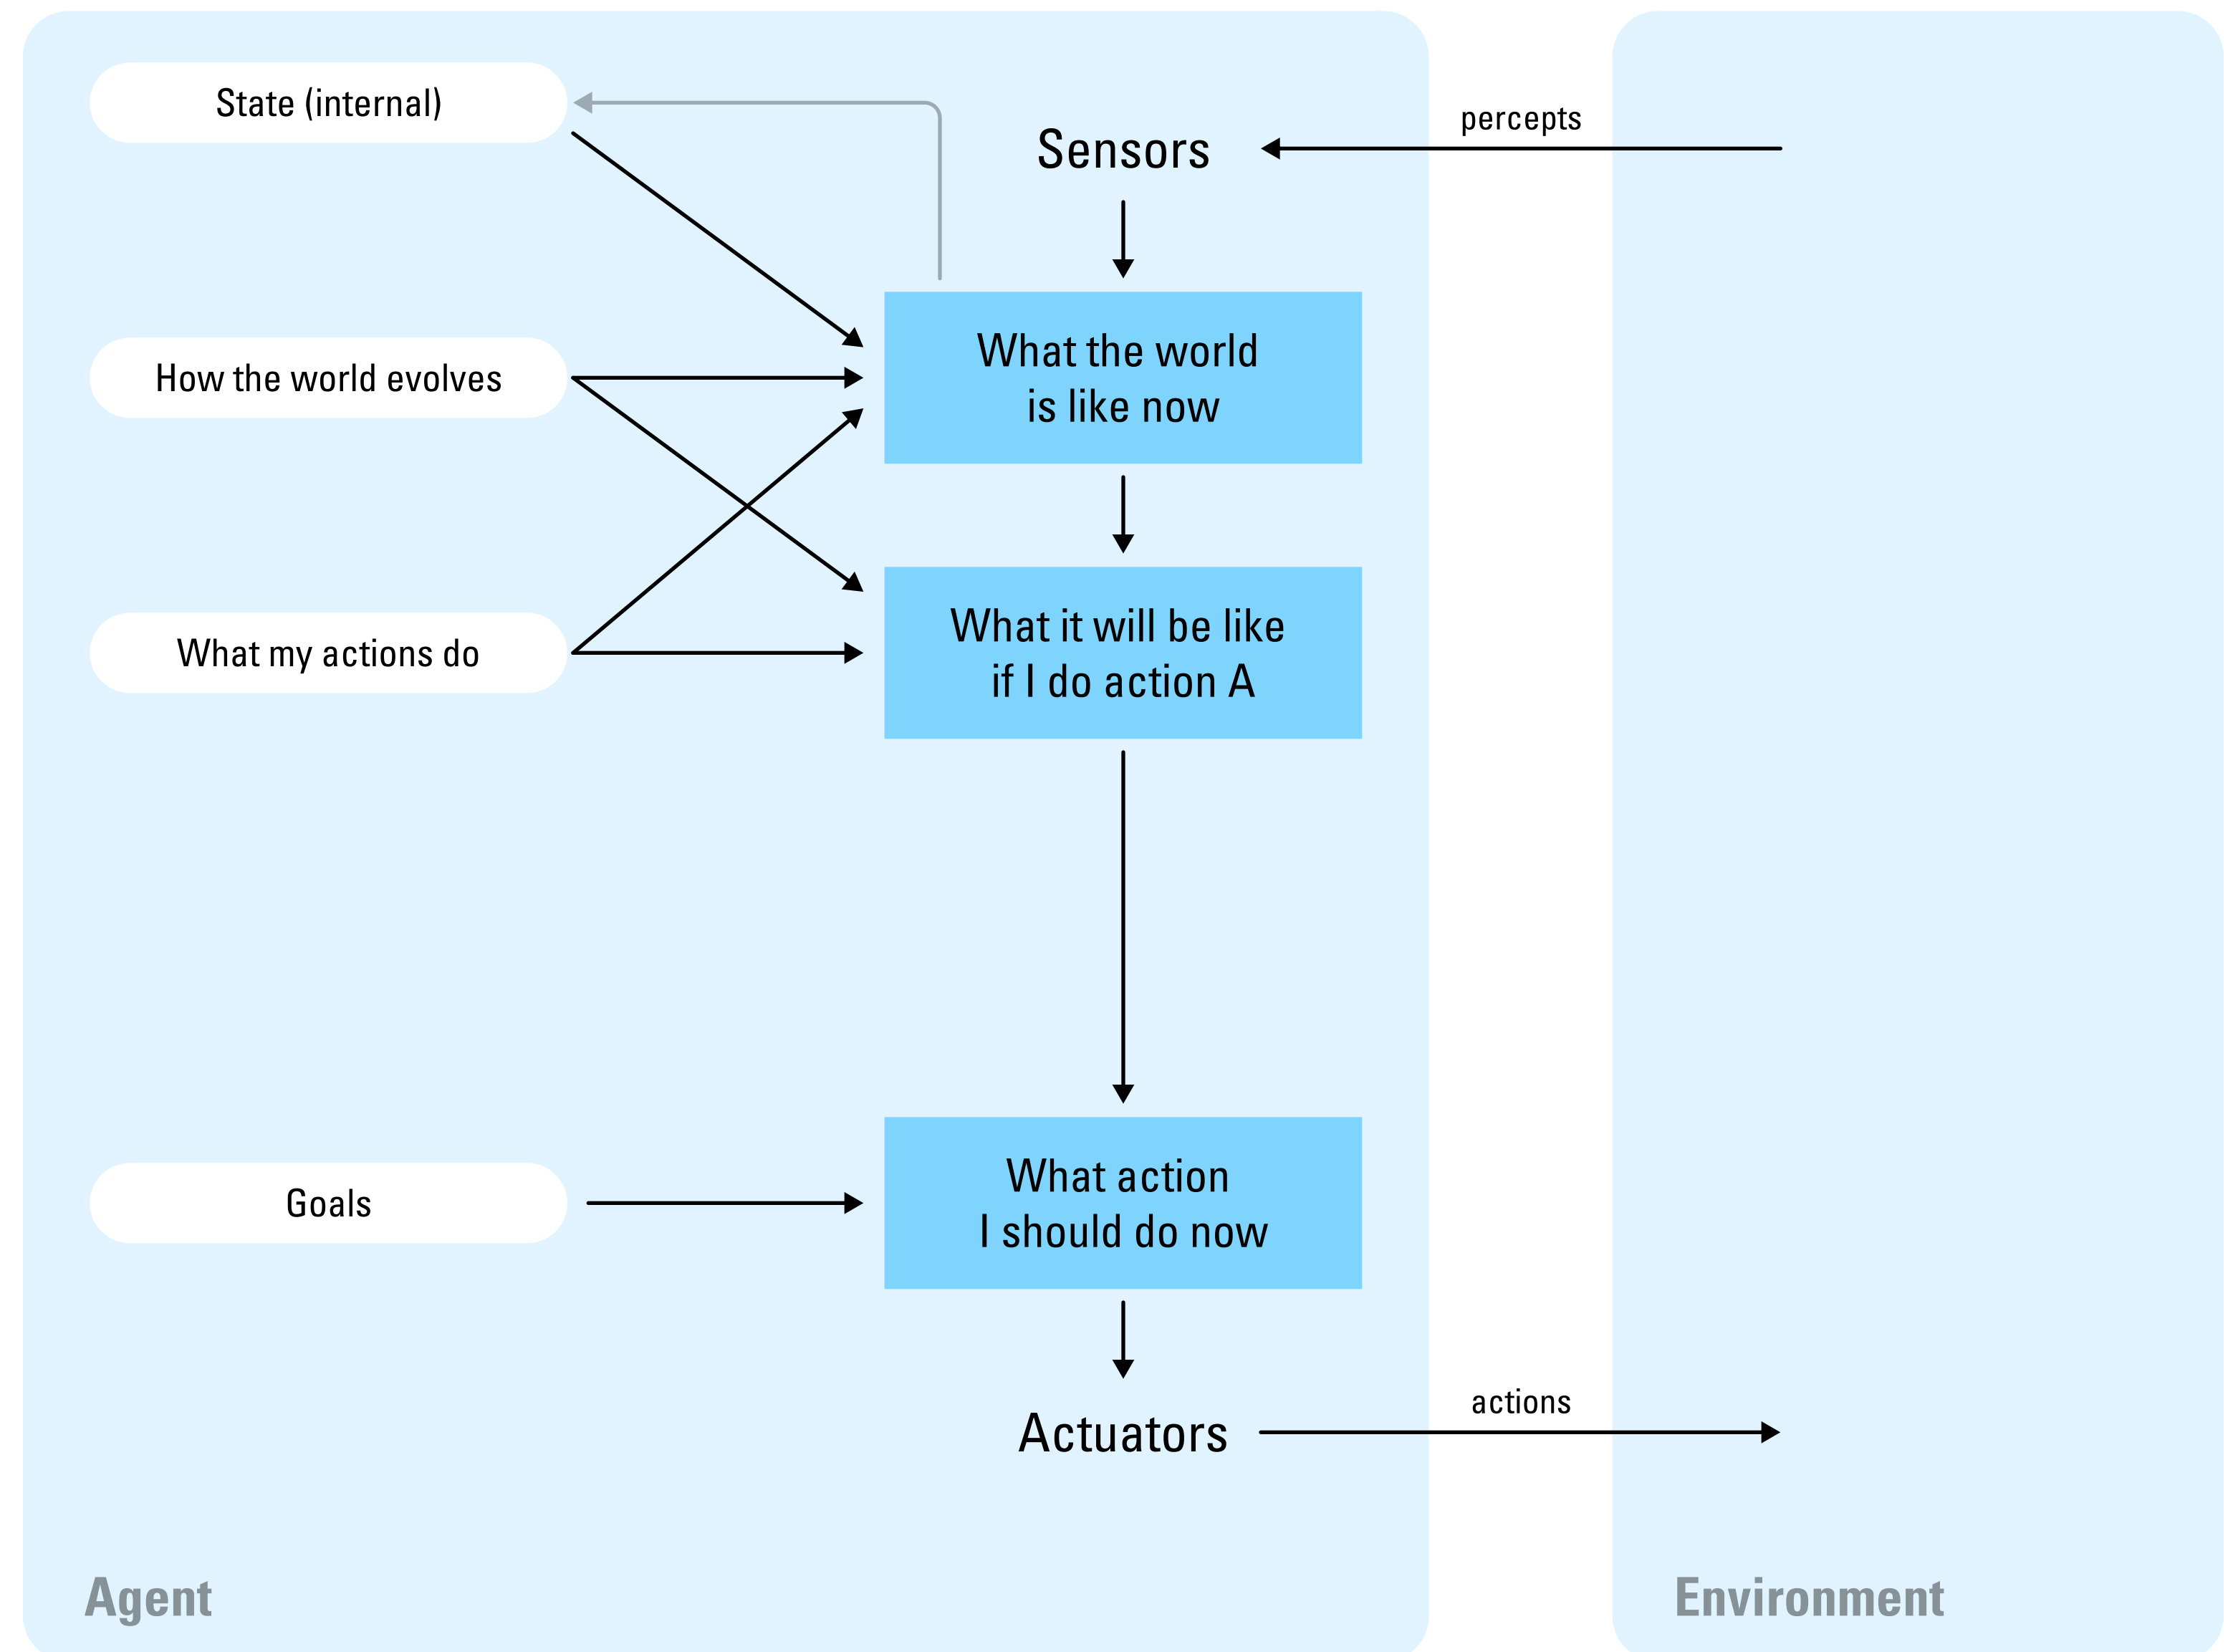 State (internal)
percepts
Sensors
What the world
is like now
How the world evolves
What it will be like
if I do action A
What my actions do
What action
I should do now
Goals
actions
Actuators
Agent
Environment